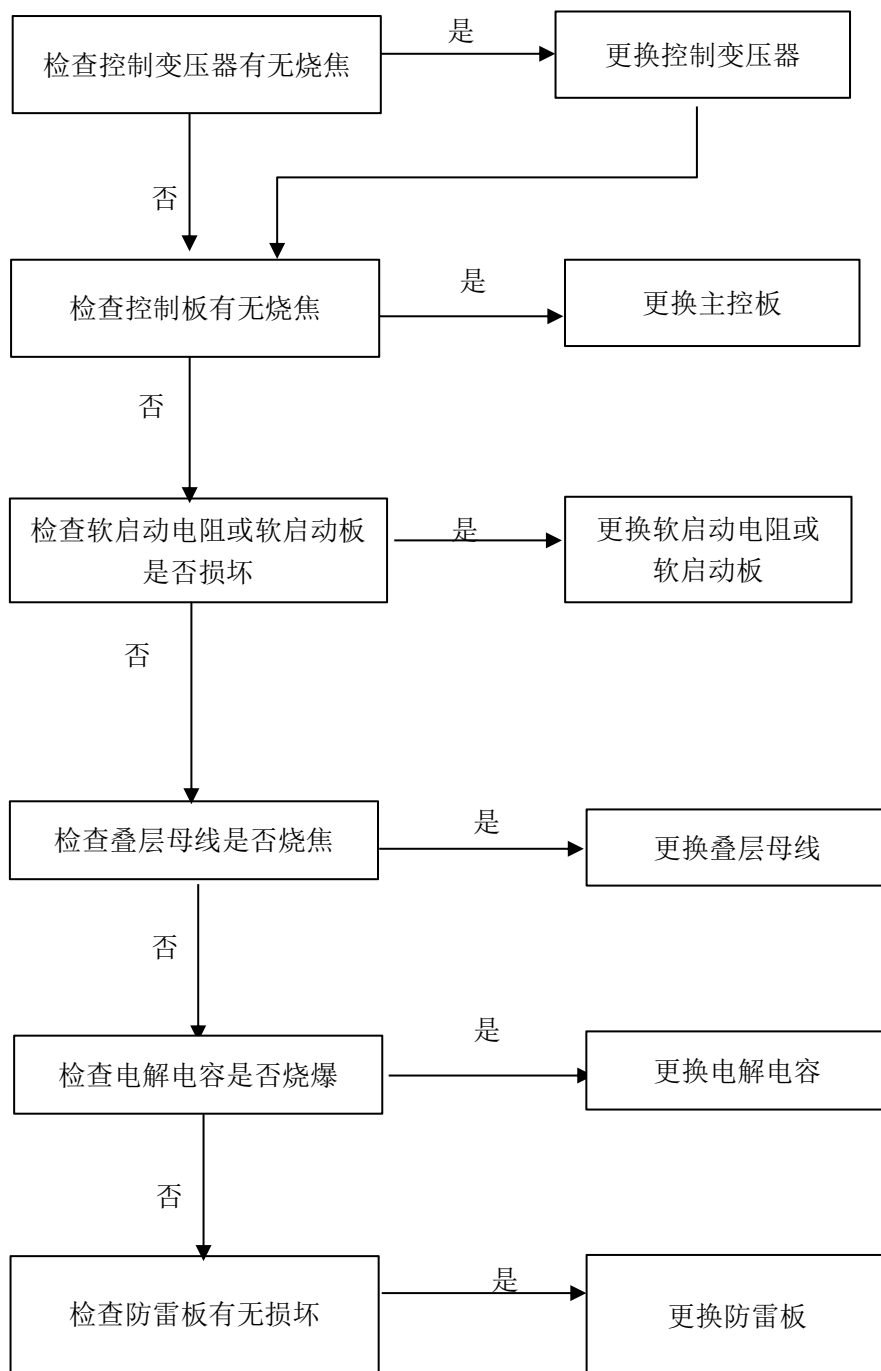 检查控制变压器有无烧焦
是
更换控制变压器
否
检查控制板有无烧焦
是
更换主控板
否
检查软启动电阻或软启动板
是否损坏
是
更换软启动电阻或
软启动板
否
检查叠层母线是否烧焦
是
更换叠层母线
否
检查电解电容是否烧爆
是
更换电解电容
否
检查防雷板有无损坏
是
更换防雷板